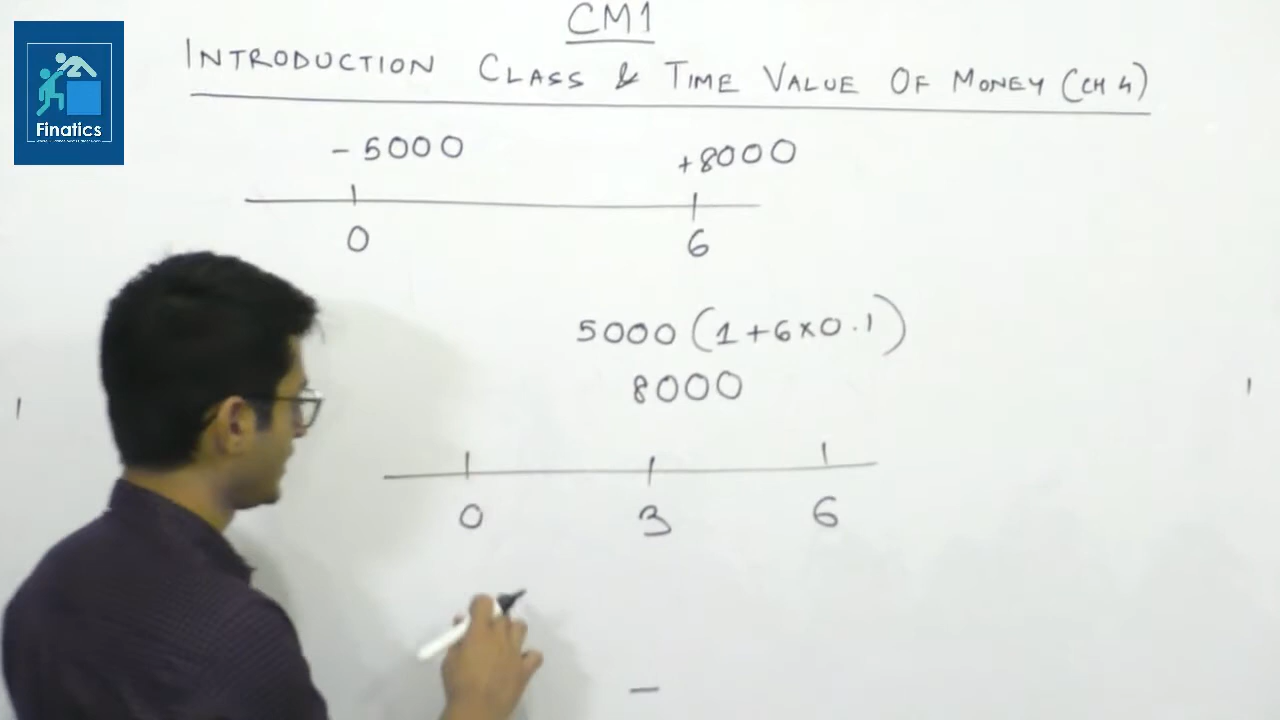 CM1
INTRODUCTION CLASS & TIME VALUE OF MONEY (CH 4)
Finatics
- 5000 +8000
0 6
5000 (1+6×0.1)
8000
0 3 6